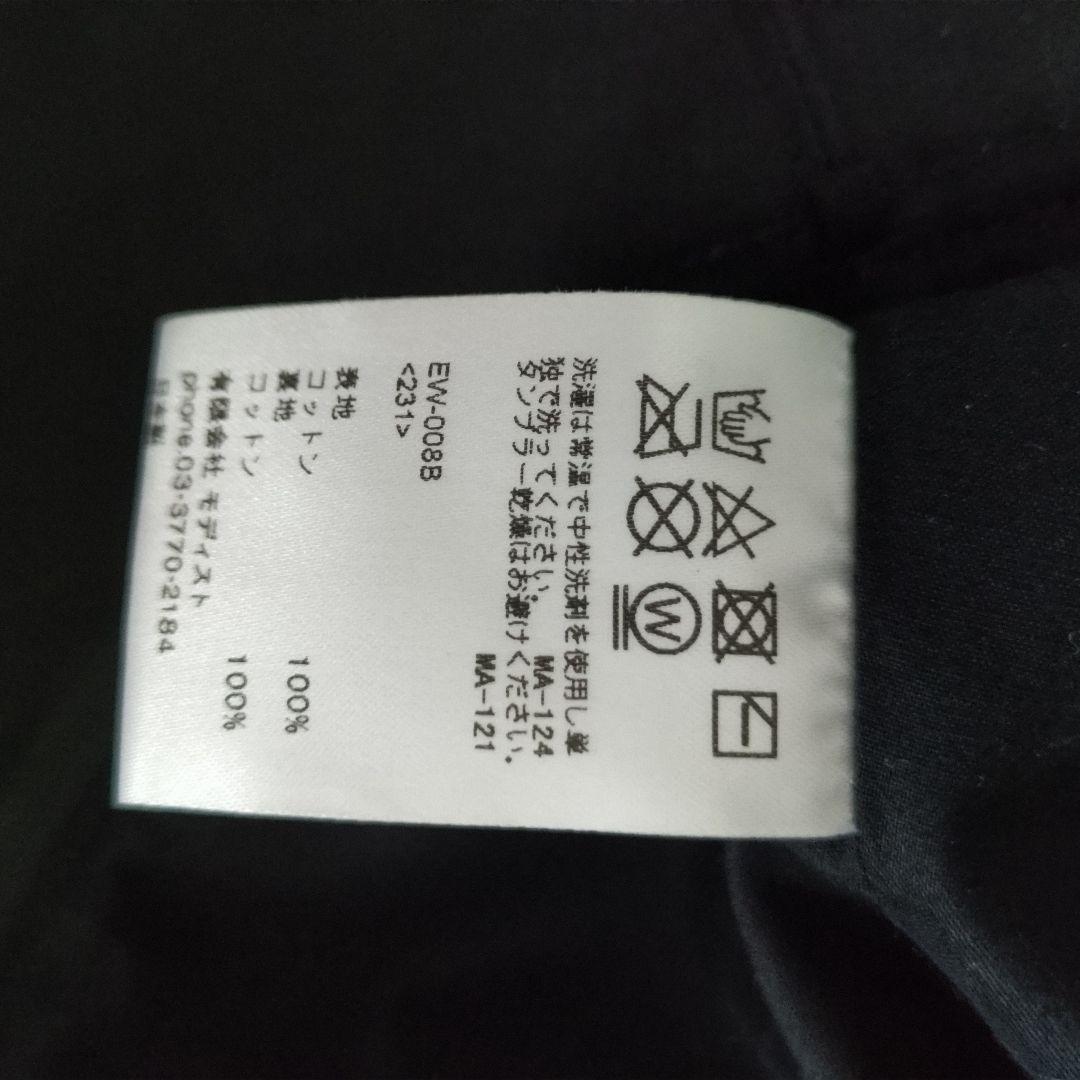 洗濯は常温で中性洗剤を使用し単
独で洗ってください。 MA-124
タンブラー乾燥はお避けください。
MA-121
EW-008B
<231>
表地
コットン 100%
裏地
コットン 100%
有限会社 モディスト
phone.03-3770-2184
日本製